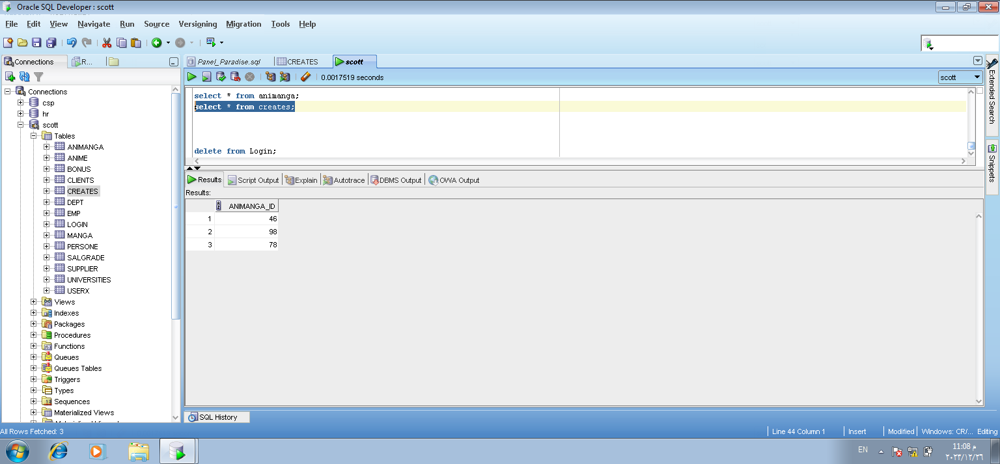 Oracle SQL Developer : scott
File Edit View Navigate Run Source Versioning Migration Tools Help
Connections R...
Panel_Paradise.sql CREATES scott
0.0017519 seconds
scott
Connections
csp
hr
scott
Tables
ANIMANGA
ANIME
BONUS
CLIENTS
CREATES
DEPT
EMP
LOGIN
MANGA
PERSONE
SALGRADE
SUPPLIER
UNIVERSITIES
USERX
Views
Indexes
Packages
Procedures
Functions
Queues
Queues Tables
Triggers
Types
Sequences
Materialized Views
select * from animanga;
select * from creates;
delete from Login;
Results Script Output Explain Autotrace DBMS Output OWA Output
Results:
ANIMANGA_ID
1 46
2 98
3 78
Extended Search
Snippets
SQL History
All Rows Fetched: 3
Line 44 Column 1 Insert Modified Windows: CR/... Editing
EN
11:08 م
٢٠٢٣/١٢/٢٦